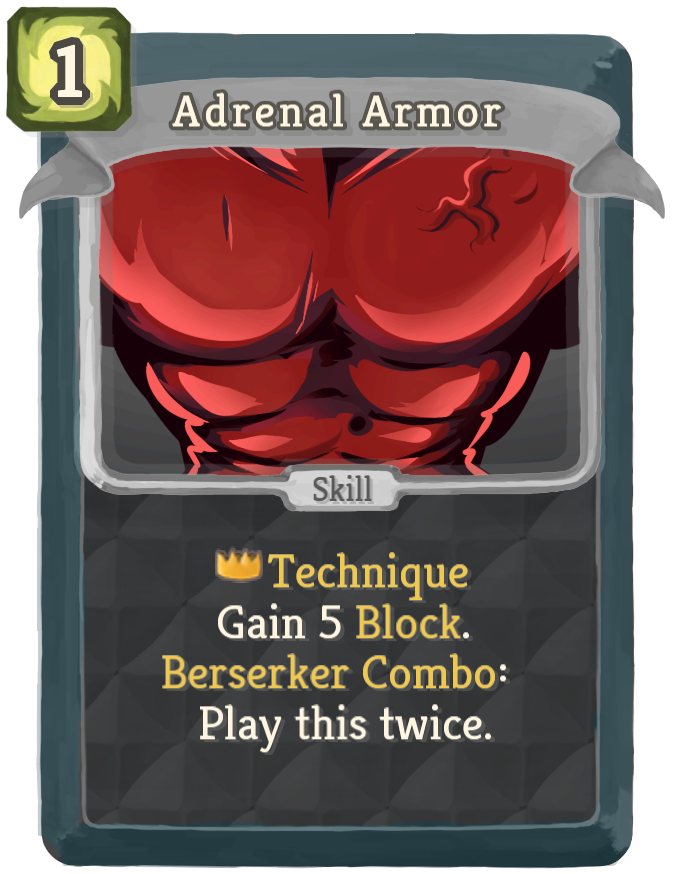 1
Adrenal Armor
Skill
Technique
Gain 5 Block.
Berserker Combo:
Play this twice.